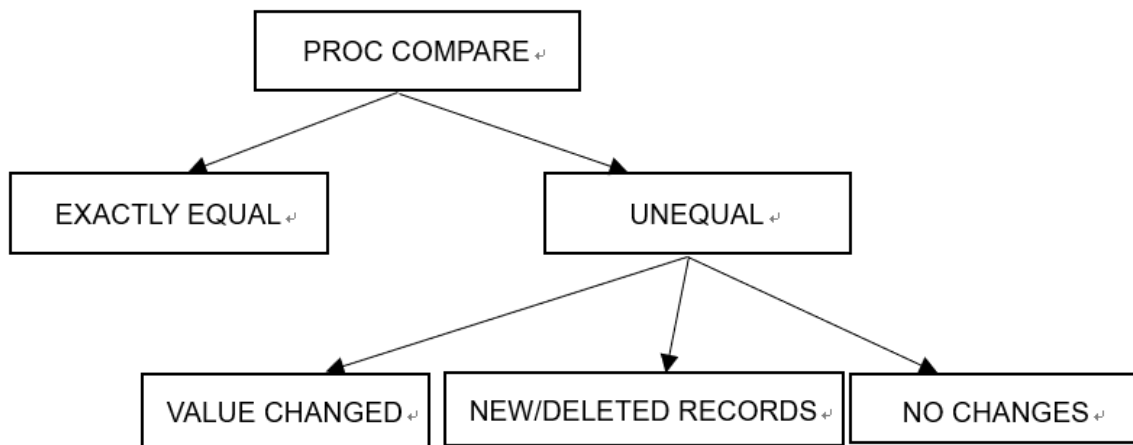 PROC COMPARE
EXACTLY EQUAL
UNEQUAL
VALUE CHANGED
NEW/DELETED RECORDS
NO CHANGES